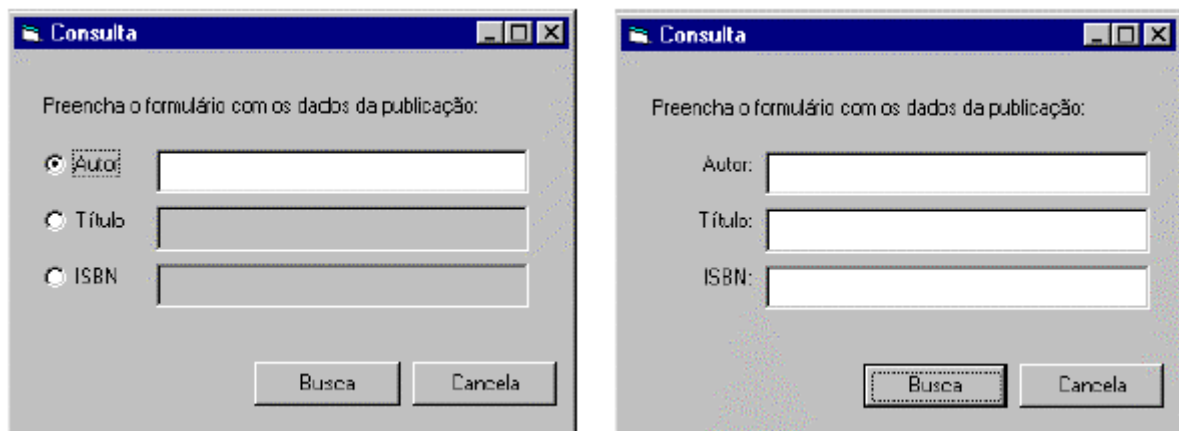 Consulta
Preencha o formulário com os dados da publicação:
Autor
Título
ISBN
Busca Cancela
Consulta
Preencha o formulário com os dados da publicação:
Autor:
Título:
ISBN:
Busca Cancela